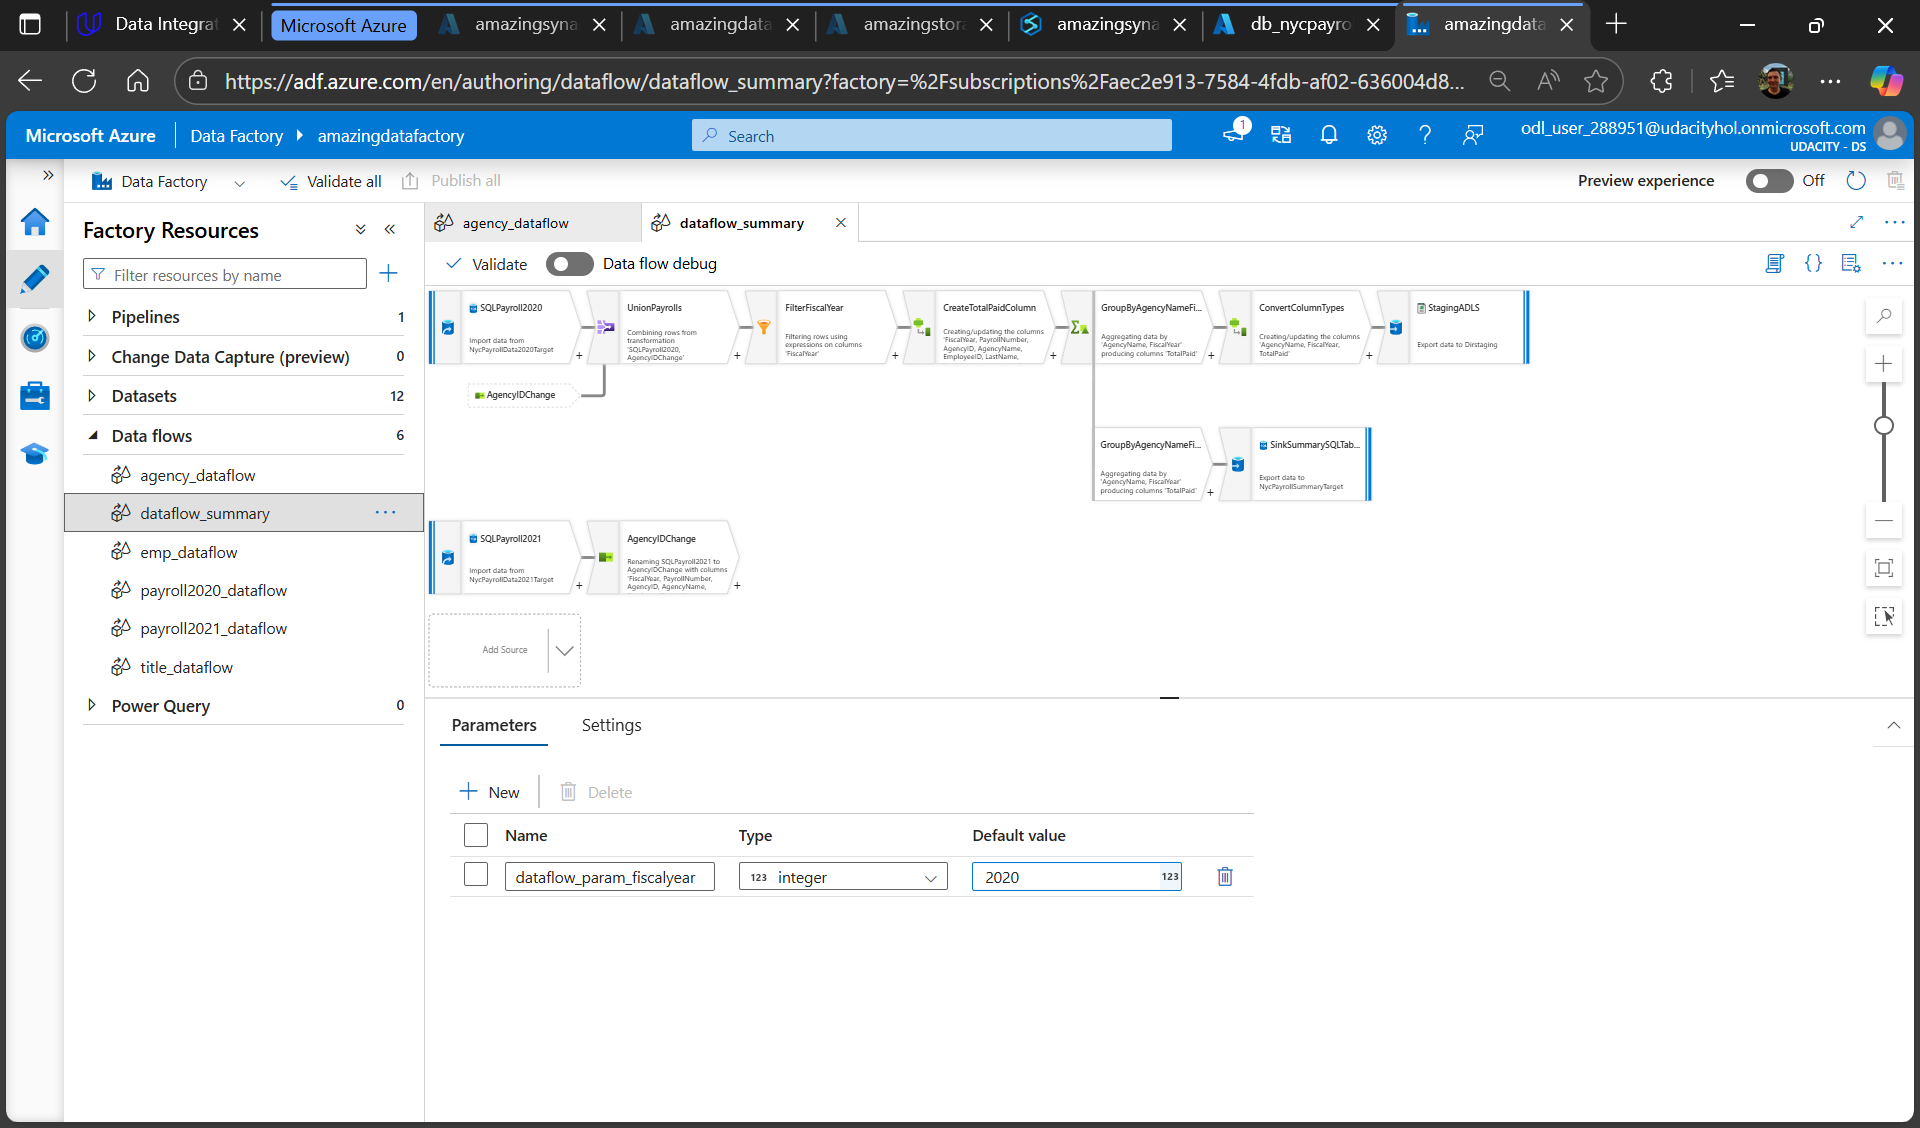 Data Integrat
Microsoft Azure
amazingsyna
amazingdata
amazingstora
amazingsyna
db_nycpayro
amazingdata
https://adf.azure.com/en/authoring/dataflow/dataflow_summary?factory=%2Fsubscriptions%2Faec2e913-7584-4fdb-af02-636004d8...
Microsoft Azure
Data Factory
amazingdatafactory
Search
1
odl_user_288951@udacityhol.onmicrosoft.com
UDACITY - DS
Data Factory
Validate all
Publish all
Preview experience
Off
Factory Resources
Filter resources by name
Pipelines 1
Change Data Capture (preview) 0
Datasets 12
Data flows 6
agency_dataflow
dataflow_summary
emp_dataflow
payroll2020_dataflow
payroll2021_dataflow
title_dataflow
Power Query 0
agency_dataflow
dataflow_summary
Validate
Data flow debug
SQLPayroll2020
Import data from
NycPayrollData2020Target
UnionPayrolls
Combining rows from
transformation
'SQLPayroll2020,
AgencyIDChange'
FilterFiscalYear
Filtering rows using
expressions on columns
'FiscalYear'
CreateTotalPaidColumn
Creating/updating the columns
'FiscalYear, PayrollNumber,
AgencyID, AgencyName,
EmployeeID, LastName,
GroupByAgencyNameFi...
Aggregating data by
'AgencyName, FiscalYear'
producing columns 'TotalPaid'
ConvertColumnTypes
Creating/updating the columns
'AgencyName, FiscalYear,
TotalPaid'
StagingADLS
Export data to Dirstaging
AgencyIDChange
GroupByAgencyNameFi...
Aggregating data by
'AgencyName, FiscalYear'
producing columns 'TotalPaid'
SinkSummarySQLTab...
Export data to
NycPayrollSummaryTarget
SQLPayroll2021
Import data from
NycPayrollData2021Target
AgencyIDChange
Renaming SQLPayroll2021 to
AgencyIDChange with columns
'FiscalYear, PayrollNumber,
AgencyID, AgencyName,
Add Source
Parameters
Settings
New
Delete
Name
Type
Default value
dataflow_param_fiscalyear
123 integer
2020
123